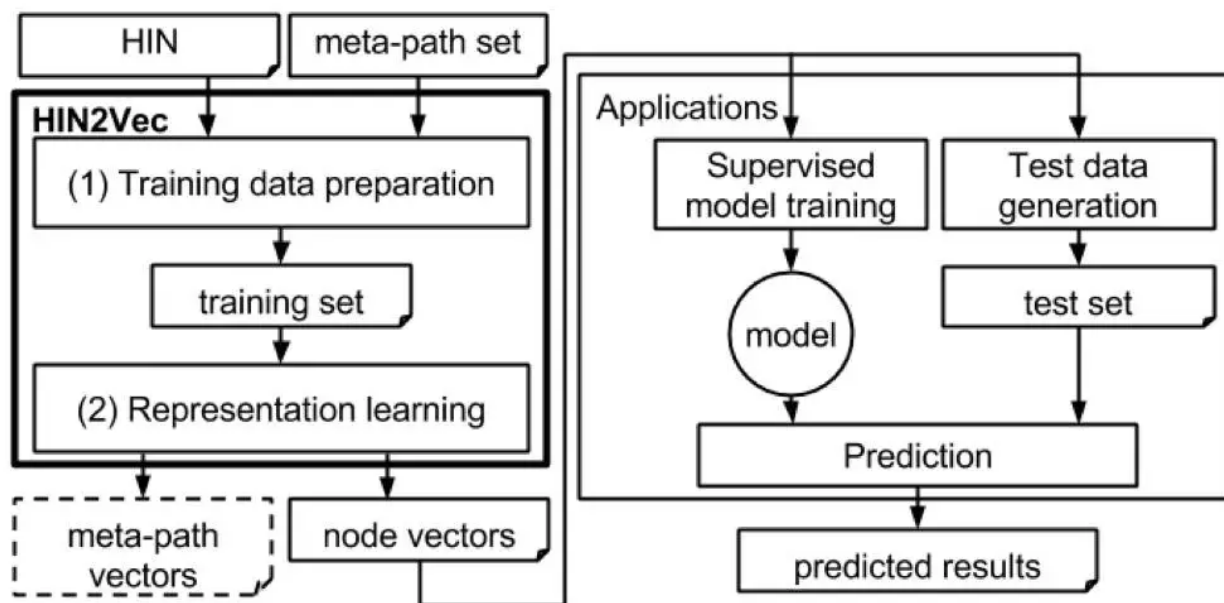 HIN
meta-path set
HIN2Vec
(1) Training data preparation
training set
(2) Representation learning
meta-path
vectors
node vectors
Applications
Supervised
model training
Test data
generation
model
test set
Prediction
predicted results